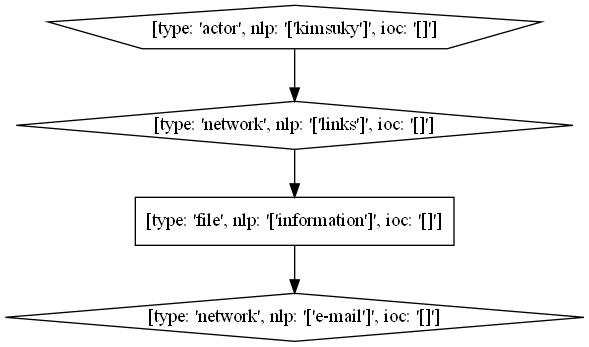 [type: 'actor', nlp: '['kimsuky']', ioc: '[]']
[type: 'network', nlp: '['links']', ioc: '[]']
[type: 'file', nlp: '['information']', ioc: '[]']
[type: 'network', nlp: '['e-mail']', ioc: '[]']